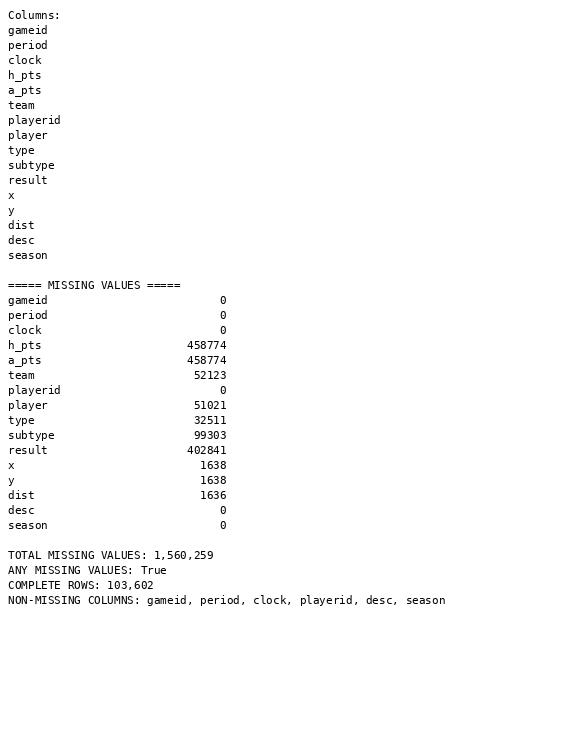 Columns:
gameid
period
clock
h_pts
a_pts
team
playerid
player
type
subtype
result
x
y
dist
desc
season

===== MISSING VALUES =====
gameid                          0
period                          0
clock                           0
h_pts                      458774
a_pts                      458774
team                        52123
playerid                        0
player                      51021
type                        32511
subtype                     99303
result                     402841
x                            1638
y                            1638
dist                         1636
desc                            0
season                          0

TOTAL MISSING VALUES: 1,560,259
ANY MISSING VALUES: True
COMPLETE ROWS: 103,602
NON-MISSING COLUMNS: gameid, period, clock, playerid, desc, season